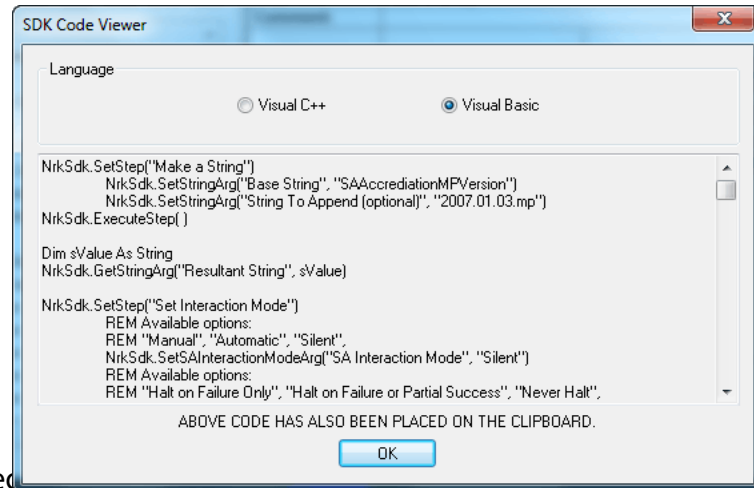 SDK Code Viewer
Language
Visual C++ Visual Basic
NrkSdk.SetStep("Make a String")
NrkSdk.SetStringArg("Base String", "SAAccrediationMPVersion")
NrkSdk.SetStringArg("String To Append (optional)", "2007.01.03.mp")
NrkSdk.ExecuteStep( )
Dim sValue As String
NrkSdk.GetStringArg("Resultant String", sValue)
NrkSdk.SetStep("Set Interaction Mode")
REM Available options:
REM "Manual", "Automatic", "Silent",
NrkSdk.SetSAInteractionModeArg("SA Interaction Mode", "Silent")
REM Available options:
REM "Halt on Failure Only", "Halt on Failure or Partial Success", "Never Halt",
ABOVE CODE HAS ALSO BEEN PLACED ON THE CLIPBOARD.
OK